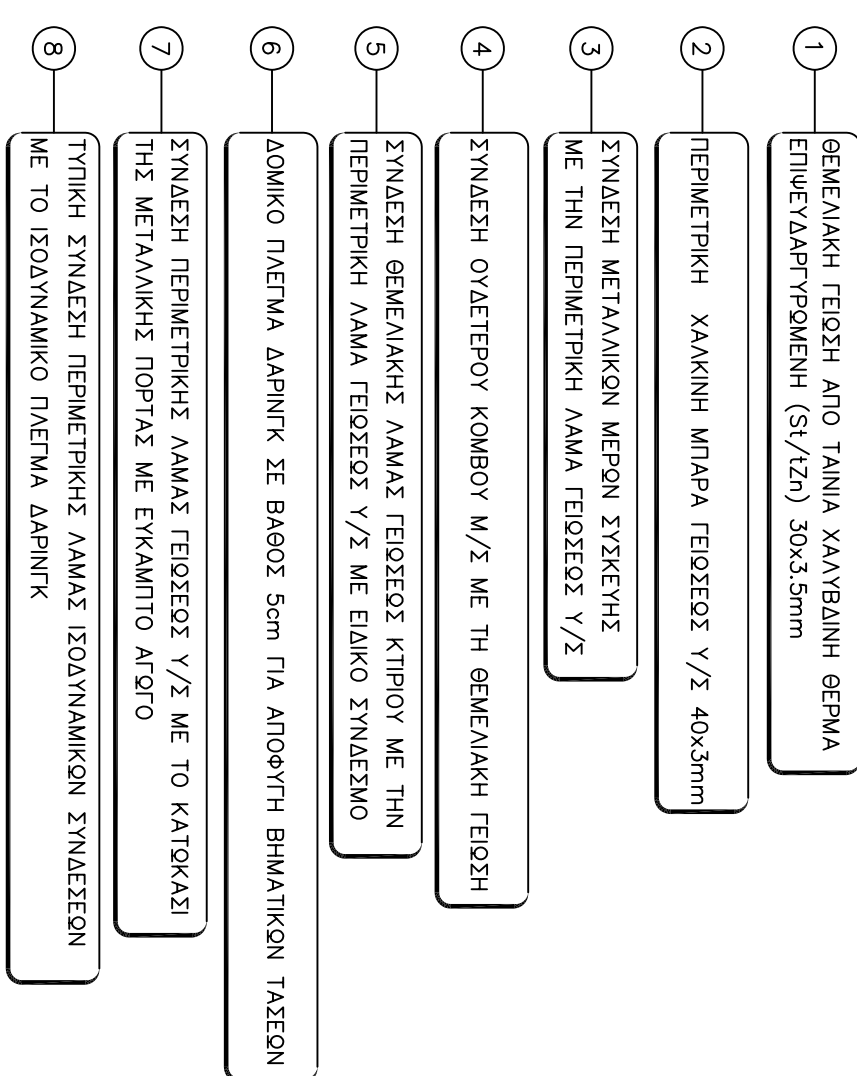 1
ΘΕΜΕΛΙΑΚΗ ΓΕΙΩΣΗ ΑΠΟ ΤΑΙΝΙΑ ΧΑΛΥΒΔΙΝΗ ΘΕΡΜΑ
ΕΠΙΨΕΥΔΑΡΓΥΡΩΜΕΝΗ (St/tZn) 30x3.5mm
2
ΠΕΡΙΜΕΤΡΙΚΗ ΧΑΛΚΙΝΗ ΜΠΑΡΑ ΓΕΙΩΣΕΩΣ Υ/Σ 40x3mm
3
ΣΥΝΔΕΣΗ ΜΕΤΑΛΛΙΚΩΝ ΜΕΡΩΝ ΣΥΣΚΕΥΗΣ
ΜΕ ΤΗΝ ΠΕΡΙΜΕΤΡΙΚΗ ΛΑΜΑ ΓΕΙΩΣΕΩΣ Υ/Σ
4
ΣΥΝΔΕΣΗ ΟΥΔΕΤΕΡΟΥ ΚΟΜΒΟΥ Μ/Σ ΜΕ ΤΗ ΘΕΜΕΛΙΑΚΗ ΓΕΙΩΣΗ
5
ΣΥΝΔΕΣΗ ΘΕΜΕΛΙΑΚΗΣ ΛΑΜΑΣ ΓΕΙΩΣΕΩΣ ΚΤΙΡΙΟΥ ΜΕ ΤΗΝ
ΠΕΡΙΜΕΤΡΙΚΗ ΛΑΜΑ ΓΕΙΩΣΕΩΣ Υ/Σ ΜΕ ΕΙΔΙΚΟ ΣΥΝΔΕΣΜΟ
6
ΔΟΜΙΚΟ ΠΛΕΓΜΑ ΔΑΡΙΝΓΚ ΣΕ ΒΑΘΟΣ 5cm ΓΙΑ ΑΠΟΦΥΓΗ ΒΗΜΑΤΙΚΩΝ ΤΑΣΕΩΝ
7
ΣΥΝΔΕΣΗ ΠΕΡΙΜΕΤΡΙΚΗΣ ΛΑΜΑΣ ΓΕΙΩΣΕΩΣ Υ/Σ ΜΕ ΤΟ ΚΑΤΩΚΑΣΙ
ΤΗΣ ΜΕΤΑΛΛΙΚΗΣ ΠΟΡΤΑΣ ΜΕ ΕΥΚΑΜΠΤΟ ΑΓΩΓΟ
8
ΤΥΠΙΚΗ ΣΥΝΔΕΣΗ ΠΕΡΙΜΕΤΡΙΚΗΣ ΛΑΜΑΣ ΙΣΟΔΥΝΑΜΙΚΩΝ ΣΥΝΔΕΣΕΩΝ
ΜΕ ΤΟ ΙΣΟΔΥΝΑΜΙΚΟ ΠΛΕΓΜΑ ΔΑΡΙΝΓΚ